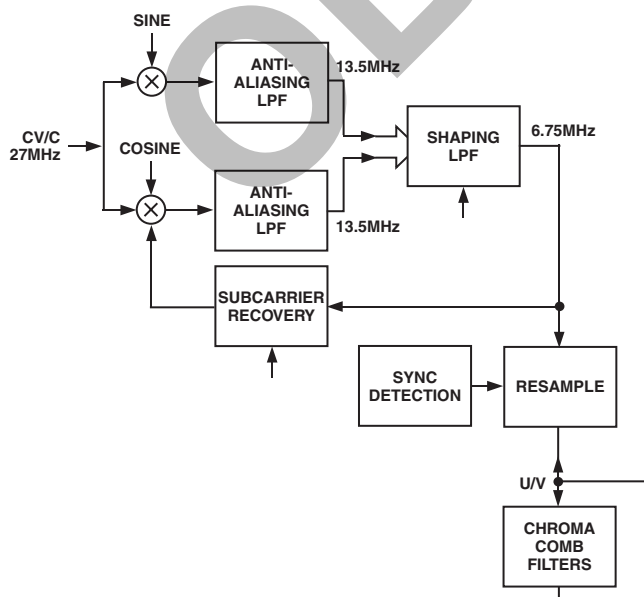 SINE
ANTI-
ALIASING
LPF
13.5MHz
CV/C
27MHz
COSINE
SHAPING
LPF
6.75MHz
ANTI-
ALIASING
LPF
13.5MHz
SUBCARRIER
RECOVERY
SYNC
DETECTION
RESAMPLE
U/V
CHROMA
COMB
FILTERS